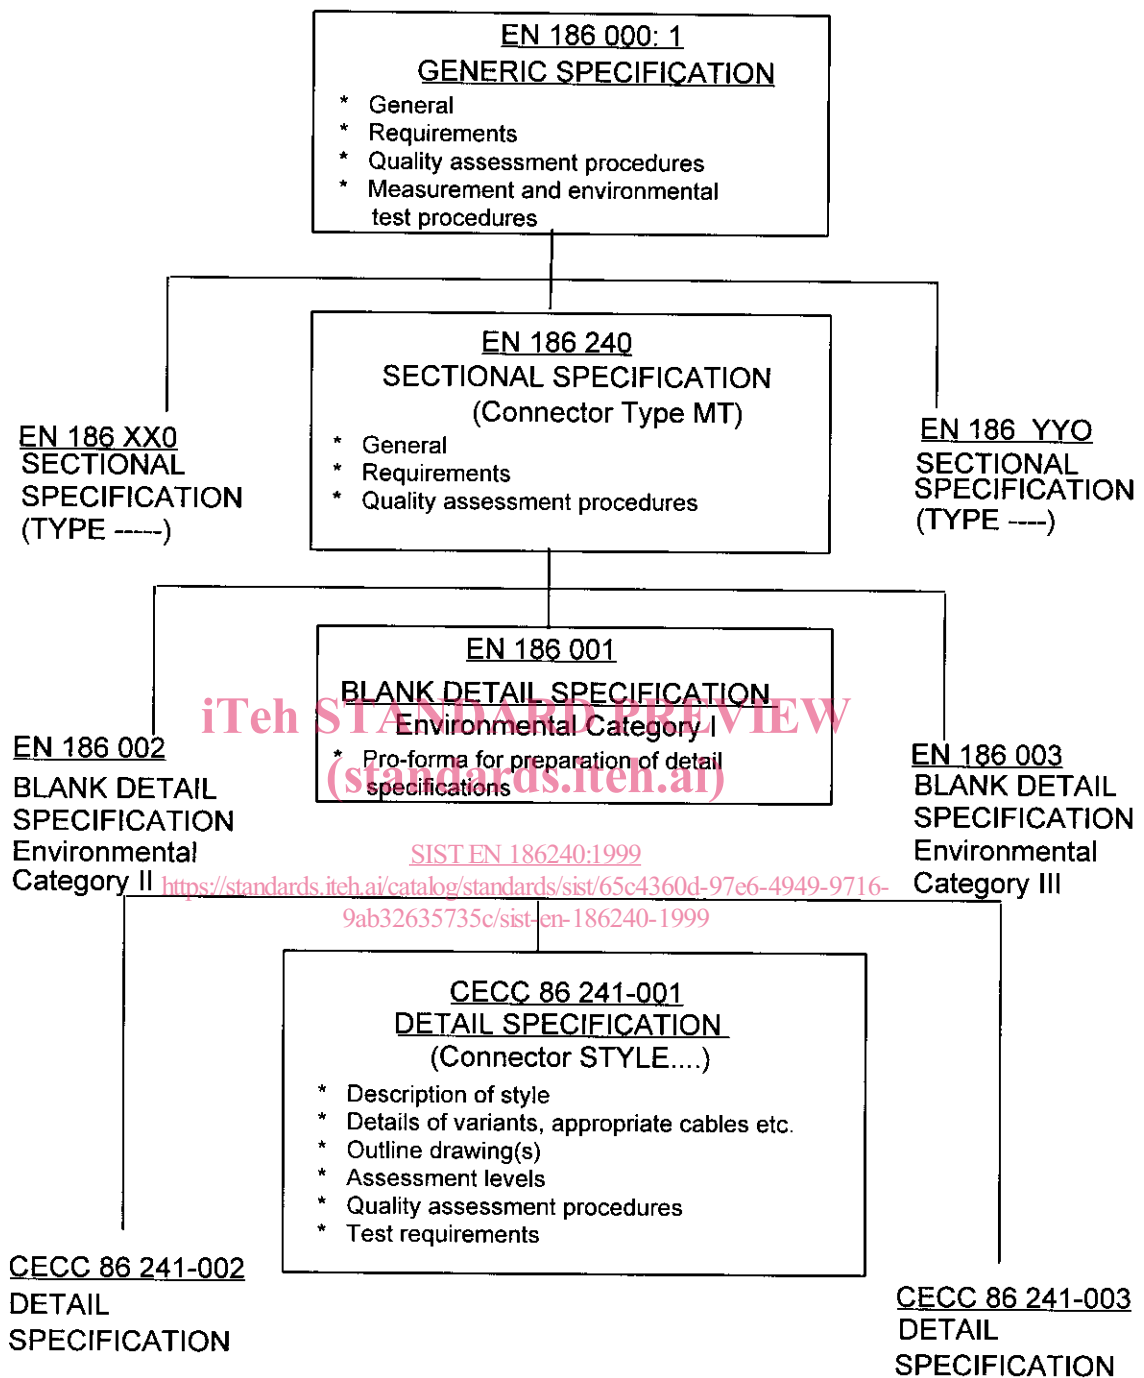 EN 186 000: 1
GENERIC SPECIFICATION
* General
* Requirements
* Quality assessment procedures
* Measurement and environmental
test procedures
EN 186 240
SECTIONAL SPECIFICATION
(Connector Type MT)
* General
* Requirements
* Quality assessment procedures
EN 186 XX0
SECTIONAL
SPECIFICATION
(TYPE -----)
EN 186 YYO
SECTIONAL
SPECIFICATION
(TYPE ----)
EN 186 001
BLANK DETAIL SPECIFICATION
Environmental Category I
* Pro-forma for preparation of detail
specifications
iTeh STANDARD PREVIEW
(standards.iteh.ai)
EN 186 002
BLANK DETAIL
SPECIFICATION
Environmental
Category II
EN 186 003
BLANK DETAIL
SPECIFICATION
Environmental
Category III
SIST EN 186240:1999
https://standards.iteh.ai/catalog/standards/sist/65c4360d-97e6-4949-9716-
9ab32635735c/sist-en-186240-1999
CECC 86 241-001
DETAIL SPECIFICATION
(Connector STYLE....)
* Description of style
* Details of variants, appropriate cables etc.
* Outline drawing(s)
* Assessment levels
* Quality assessment procedures
* Test requirements
CECC 86 241-002
DETAIL
SPECIFICATION
CECC 86 241-003
DETAIL
SPECIFICATION